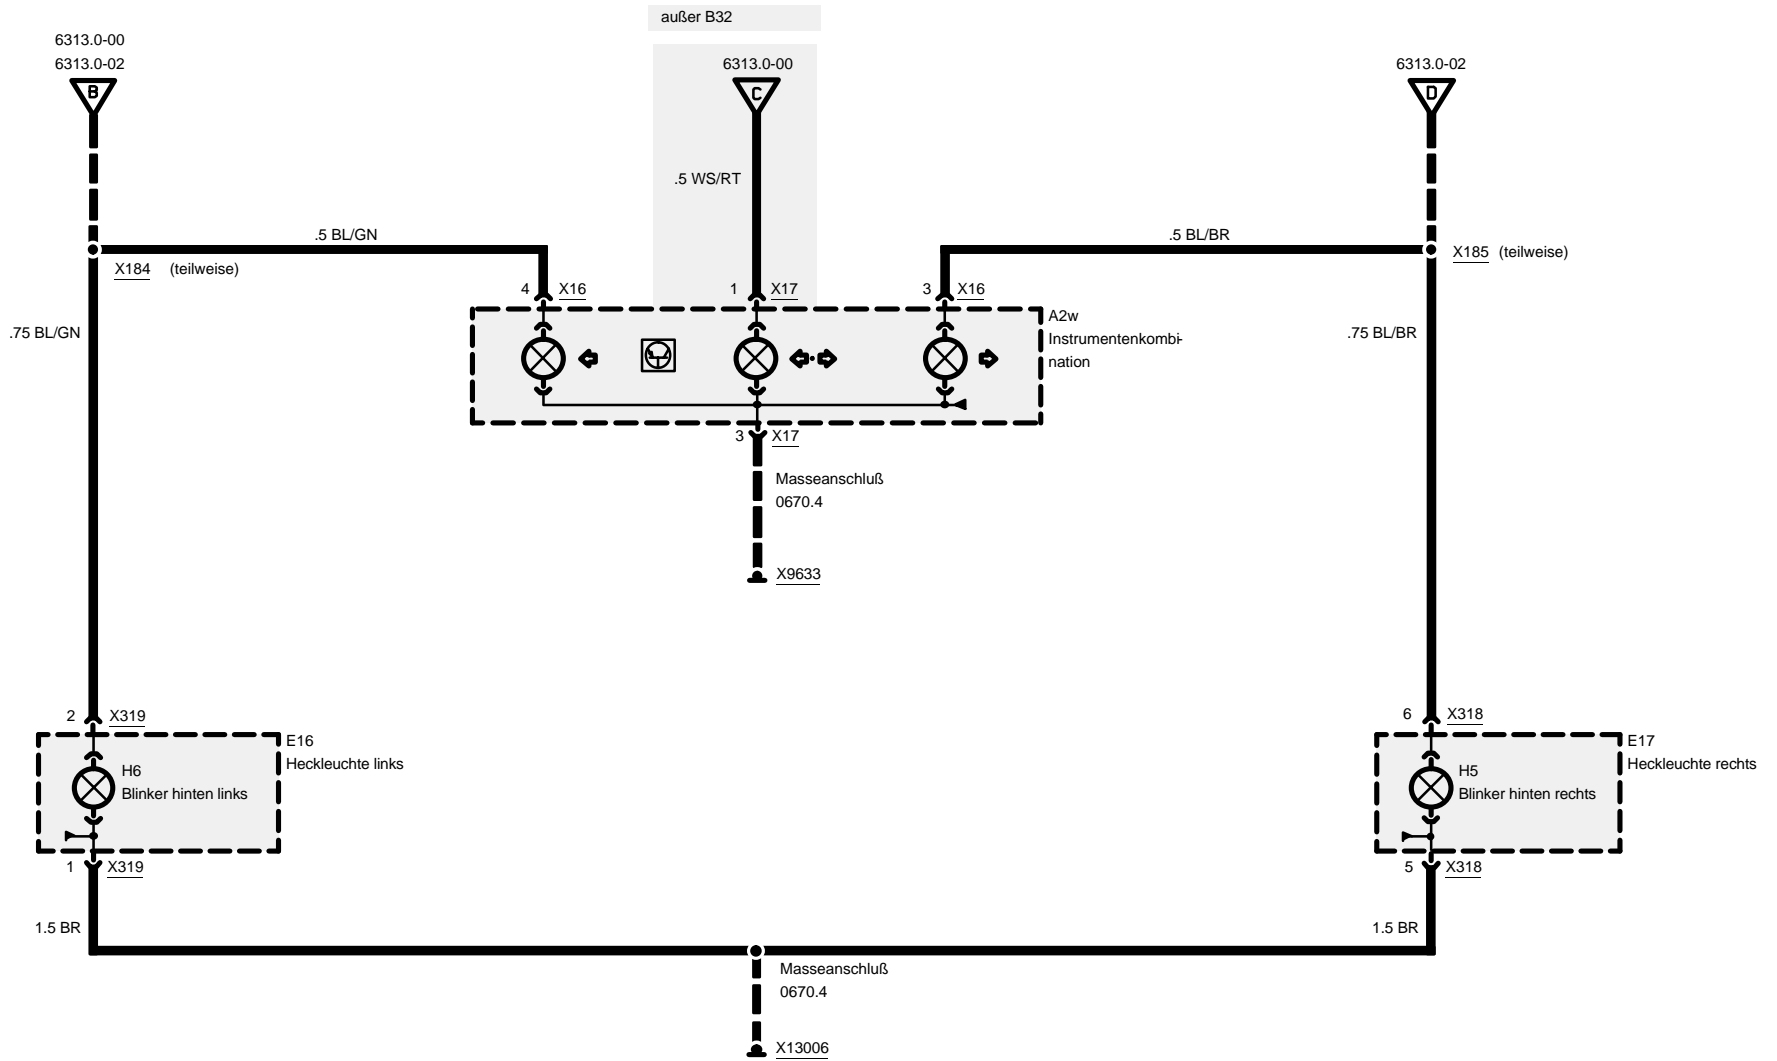 außer B32
6313.0-00
6313.0-02
6313.0-00
6313.0-02
B
C
D
.5 WS/RT
.5 BL/GN
.5 BL/BR
X184 (teilweise)
X185 (teilweise)
4 X16
1 X17
3 X16
A2w
Instrumentenkombi-
nation
.75 BL/GN
.75 BL/BR
3 X17
Masseanschluß
0670.4
X9633
2 X319
6 X318
E16
Heckleuchte links
H6
Blinker hinten links
E17
Heckleuchte rechts
H5
Blinker hinten rechts
1 X319
5 X318
1.5 BR
1.5 BR
Masseanschluß
0670.4
X13006